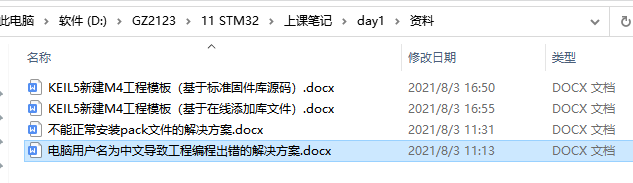 此电脑 > 软件 (D:) > GZ2123 > 11 STM32 > 上课笔记 > day1 > 资料
名称 修改日期 类型
KEIL5新建M4工程模板（基于标准固件库源码）.docx 2021/8/3 16:50 DOCX 文档
KEIL5新建M4工程模板（基于在线添加库文件）.docx 2021/8/3 16:55 DOCX 文档
不能正常安装pack文件的解决方案.docx 2021/8/3 11:31 DOCX 文档
电脑用户名为中文导致工程编程出错的解决方案.docx 2021/8/3 11:13 DOCX 文档